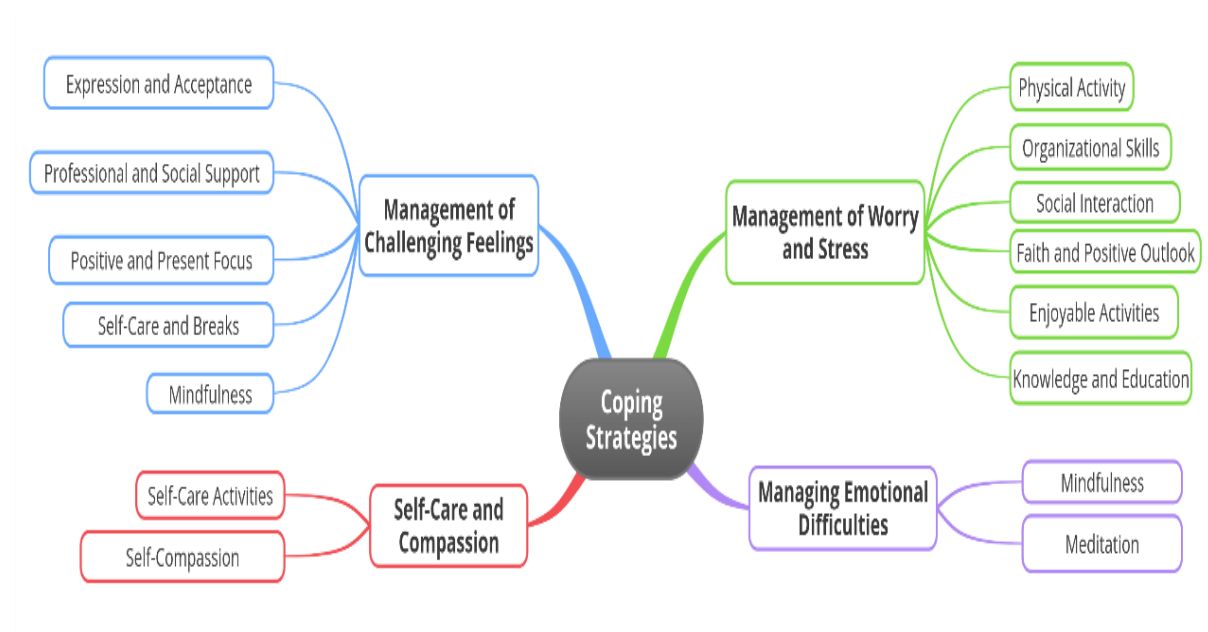 Expression and Acceptance
Professional and Social Support
Positive and Present Focus
Self-Care and Breaks
Mindfulness
Management of
Challenging Feelings
Self-Care Activities
Self-Compassion
Self-Care and
Compassion
Coping
Strategies
Management of Worry
and Stress
Physical Activity
Organizational Skills
Social Interaction
Faith and Positive Outlook
Enjoyable Activities
Knowledge and Education
Managing Emotional
Difficulties
Mindfulness
Meditation